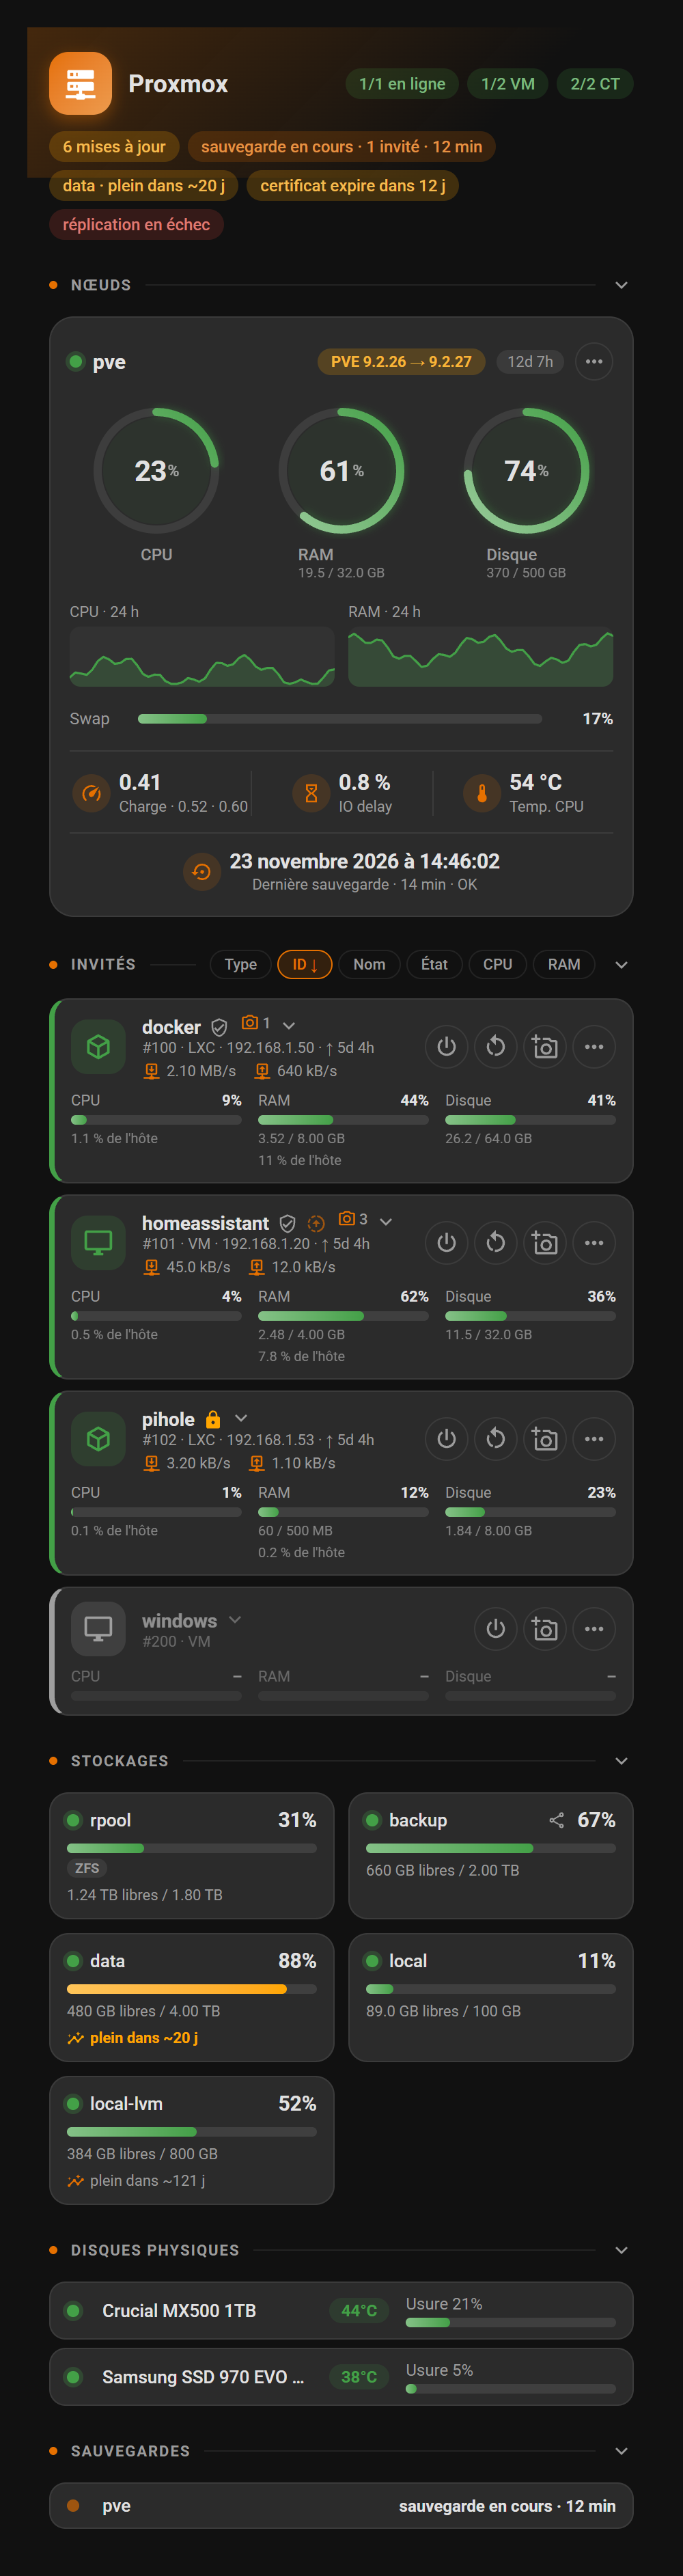 Proxmox 1/1 en ligne 1/2 VM 2/2 CT
6 mises à jour sauvegarde en cours · 1 invité · 12 min
data · plein dans ~20 j certificat expire dans 12 j
réplication en échec
NŒUDS
pve PVE 9.2.26 → 9.2.27 12d 7h
23% 61% 74%
CPU RAM Disque
19.5 / 32.0 GB 370 / 500 GB
CPU · 24 h RAM · 24 h
Swap 17%
0.41 0.8 % 54 °C
Charge · 0.52 · 0.60 IO delay Temp. CPU
23 novembre 2026 à 14:46:02
Dernière sauvegarde · 14 min · OK
INVITÉS Type ID ↓ Nom État CPU RAM
docker 1
#100 · LXC · 192.168.1.50 · ↑ 5d 4h
2.10 MB/s 640 kB/s
CPU 9% RAM 44% Disque 41%
1.1 % de l'hôte 3.52 / 8.00 GB 26.2 / 64.0 GB
11 % de l'hôte
homeassistant 3
#101 · VM · 192.168.1.20 · ↑ 5d 4h
45.0 kB/s 12.0 kB/s
CPU 4% RAM 62% Disque 36%
0.5 % de l'hôte 2.48 / 4.00 GB 11.5 / 32.0 GB
7.8 % de l'hôte
pihole
#102 · LXC · 192.168.1.53 · ↑ 5d 4h
3.20 kB/s 1.10 kB/s
CPU 1% RAM 12% Disque 23%
0.1 % de l'hôte 60 / 500 MB 1.84 / 8.00 GB
0.2 % de l'hôte
windows
#200 · VM
CPU – RAM – Disque –
STOCKAGES
rpool 31% backup 67%
ZFS 660 GB libres / 2.00 TB
1.24 TB libres / 1.80 TB
data 88% local 11%
480 GB libres / 4.00 TB 89.0 GB libres / 100 GB
plein dans ~20 j
local-lvm 52%
384 GB libres / 800 GB
plein dans ~121 j
DISQUES PHYSIQUES
Crucial MX500 1TB 44°C Usure 21%
Samsung SSD 970 EVO ... 38°C Usure 5%
SAUVEGARDES
pve sauvegarde en cours · 12 min